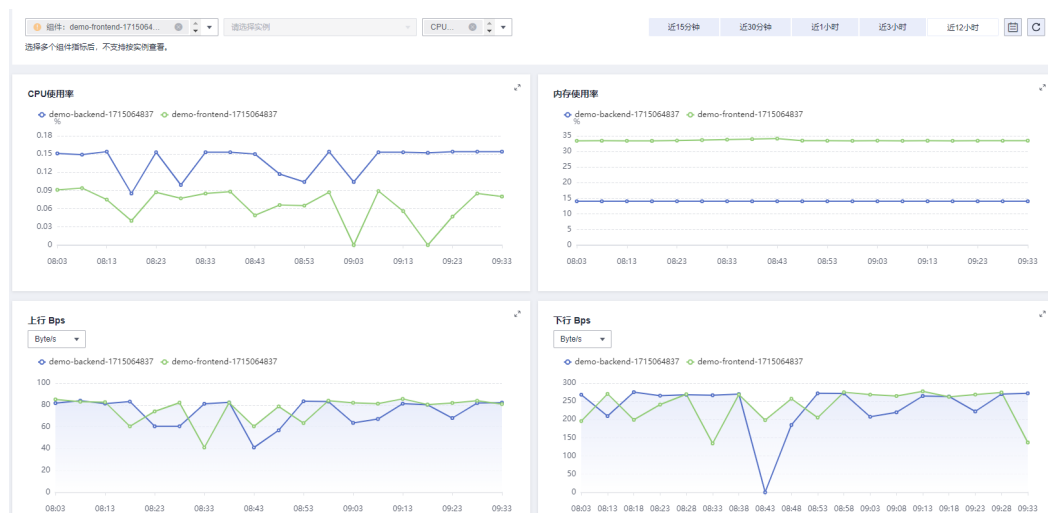 组件：demo-frontend-1715064... 请选择实例 CPU... 近15分钟 近30分钟 近1小时 近3小时 近12小时
选择多个组件指标后，不支持按实例查看。
CPU使用率
demo-backend-1715064837 demo-frontend-1715064837
%
0.18
0.15
0.12
0.09
0.06
0.03
0
08:03 08:13 08:23 08:33 08:43 08:53 09:03 09:13 09:23 09:33
内存使用率
demo-backend-1715064837 demo-frontend-1715064837
%
35
30
25
20
15
10
5
0
08:03 08:13 08:23 08:33 08:43 08:53 09:03 09:13 09:23 09:33
上行 Bps
Byte/s
demo-backend-1715064837 demo-frontend-1715064837
100
80
60
40
20
0
08:03 08:13 08:23 08:33 08:43 08:53 09:03 09:13 09:23 09:33
下行 Bps
Byte/s
demo-backend-1715064837 demo-frontend-1715064837
300
250
200
150
100
50
0
08:03 08:13 08:18 08:23 08:28 08:33 08:38 08:43 08:48 08:53 08:58 09:03 09:08 09:13 09:18 09:23 09:28 09:33